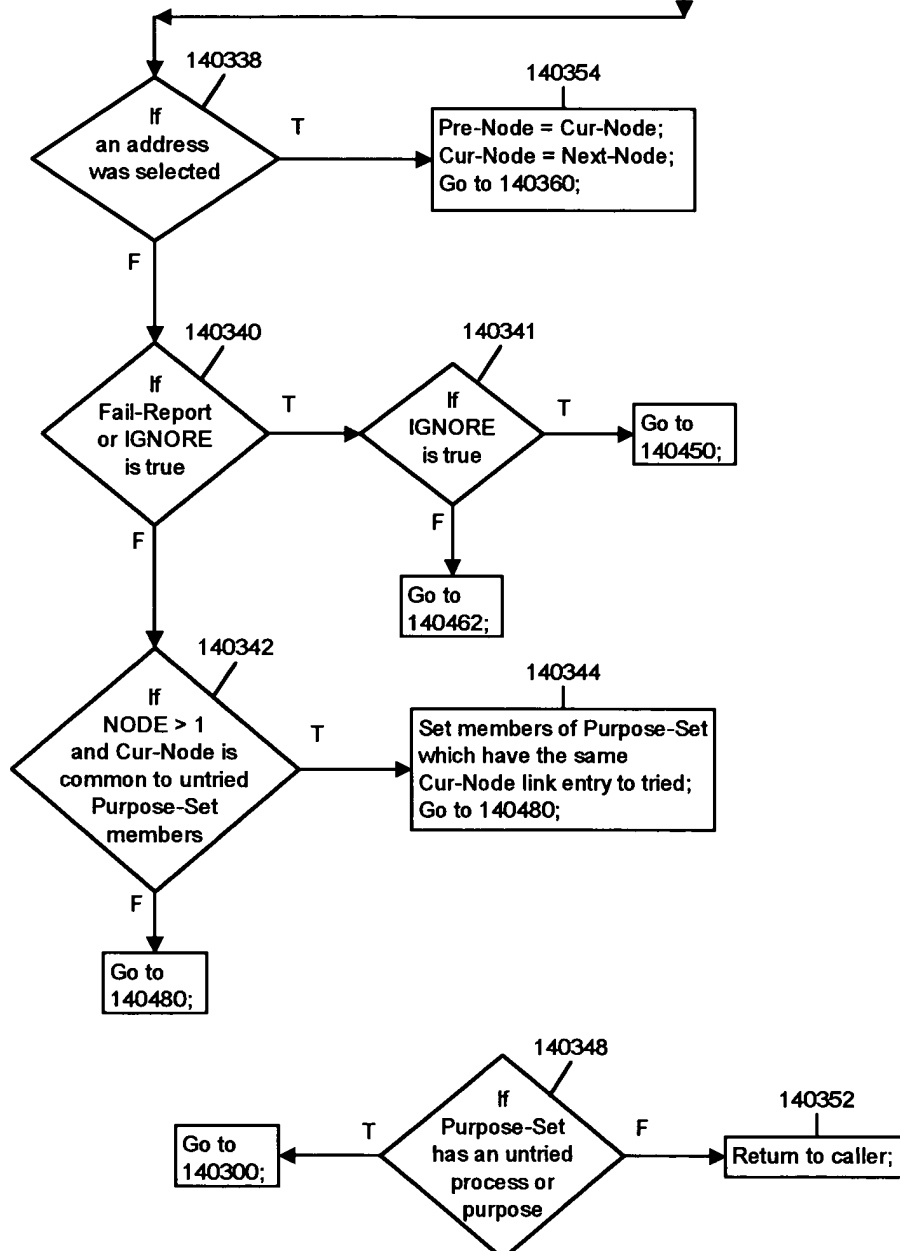 140338
If
an address
was selected
T
140354
Pre-Node = Cur-Node;
Cur-Node = Next-Node;
Go to 140360;
F
140340
If
Fail-Report
or IGNORE
is true
T
140341
If
IGNORE
is true
T
Go to
140450;
F
Go to
140462;
F
140342
If
NODE > 1
and Cur-Node is
common to untried
Purpose-Set
members
T
140344
Set members of Purpose-Set
which have the same
Cur-Node link entry to tried;
Go to 140480;
F
Go to
140480;
140348
If
Purpose-Set
has an untried
process or
purpose
T
Go to
140300;
F
140352
Return to caller;